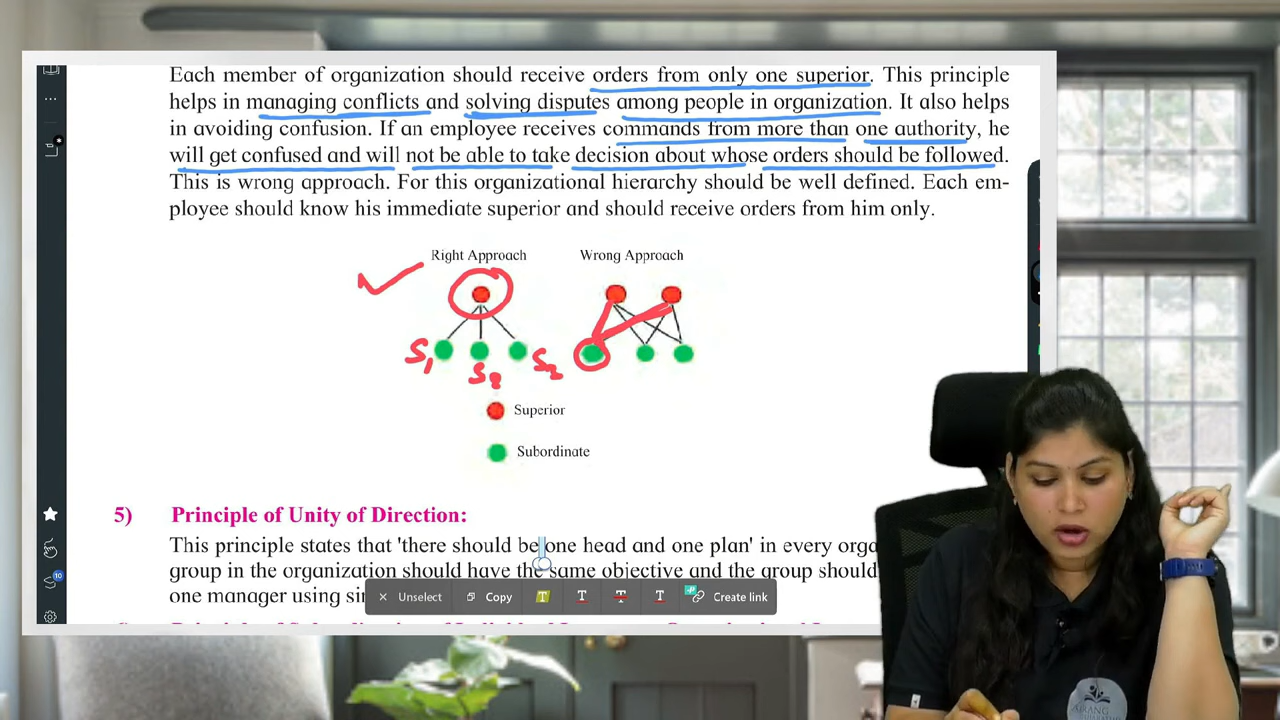 Each member of organization should receive orders from only one superior. This principle
helps in managing conflicts and solving disputes among people in organization. It also helps
in avoiding confusion. If an employee receives commands from more than one authority, he
will get confused and will not be able to take decision about whose orders should be followed.
This is wrong approach. For this organizational hierarchy should be well defined. Each em-
ployee should know his immediate superior and should receive orders from him only.
Right Approach Wrong Approach
S1
Superior
Subordinate
5) Principle of Unity of Direction:
This principle states that 'there should be one head and one plan' in every
group in the organization should have the same objective and the group should
one manager using
Unselect Copy T T T T Create link
10